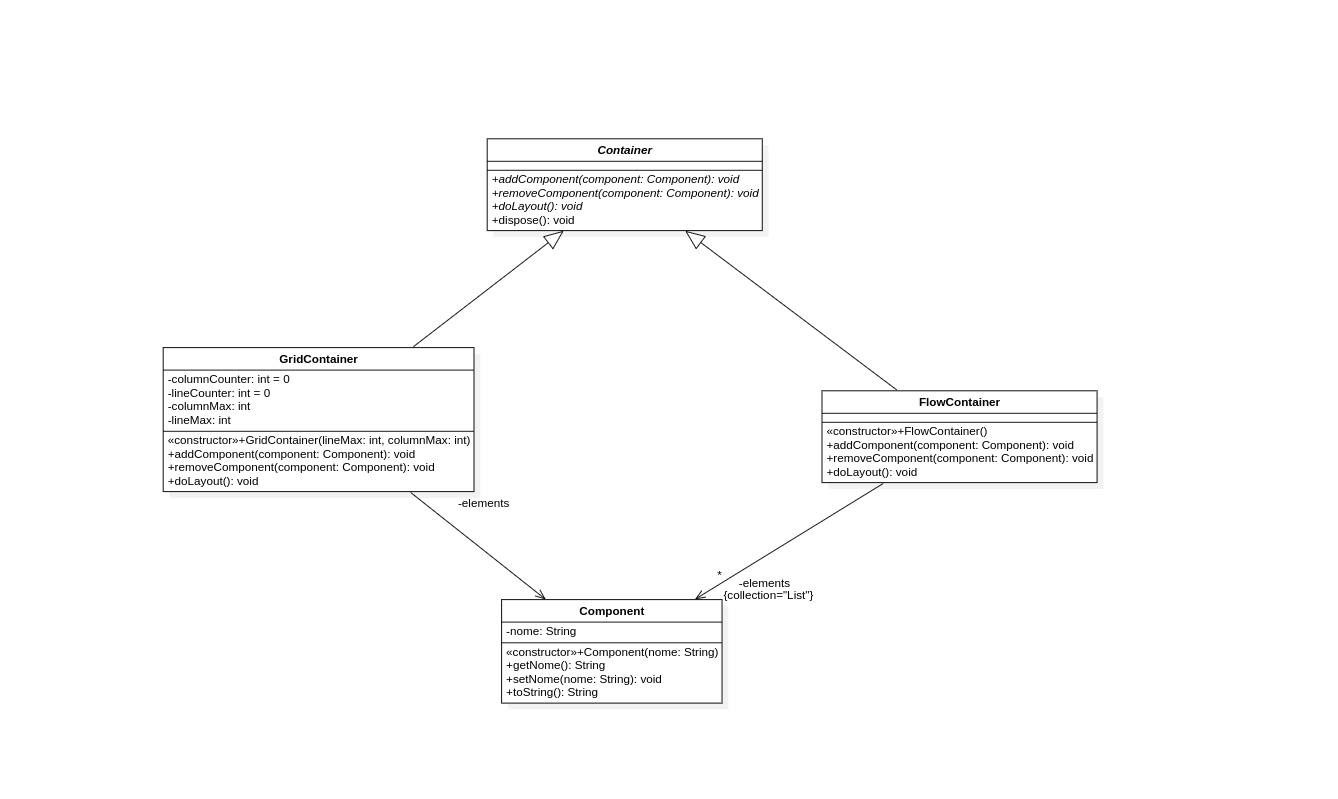 Container
+addComponent(component: Component): void
+removeComponent(component: Component): void
+doLayout(): void
+dispose(): void
GridContainer
-columnCounter: int = 0
-lineCounter: int = 0
-columnMax: int
-lineMax: int
«constructor»+GridContainer(lineMax: int, columnMax: int)
+addComponent(component: Component): void
+removeComponent(component: Component): void
+doLayout(): void
FlowContainer
«constructor»+FlowContainer()
+addComponent(component: Component): void
+removeComponent(component: Component): void
+doLayout(): void
-elements
*
-elements
{collection="List"}
Component
-nome: String
«constructor»+Component(nome: String)
+getNome(): String
+setNome(nome: String): void
+toString(): String